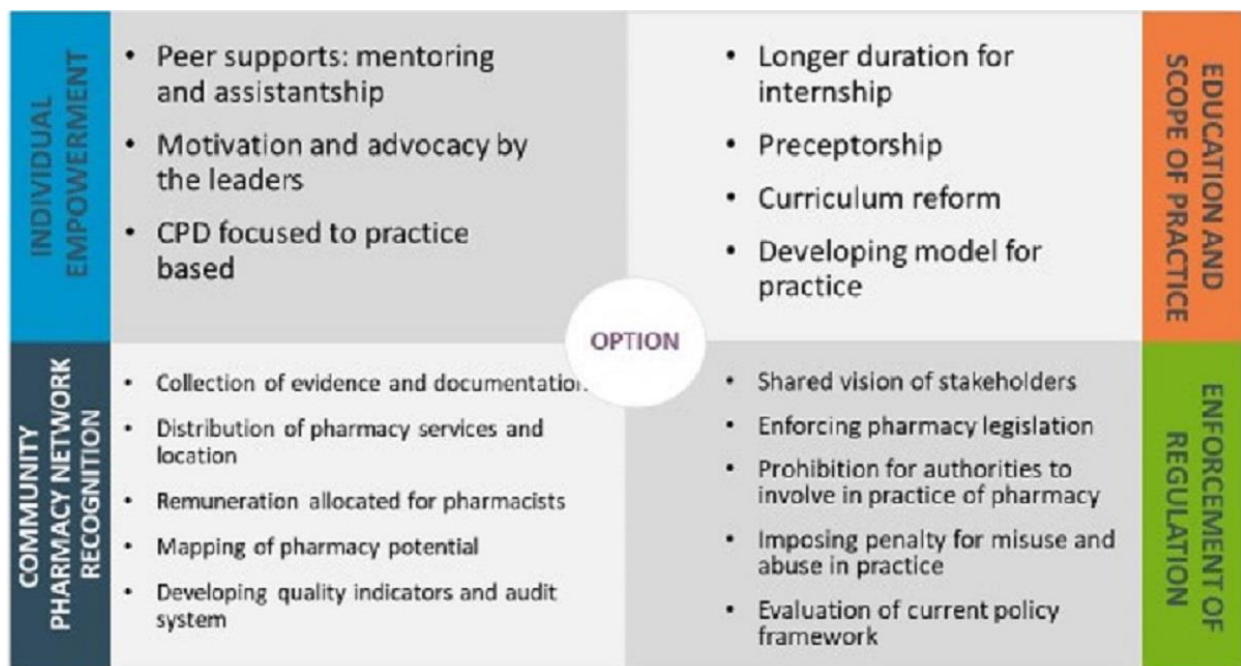 INDIVIDUAL
EMPOWERMENT
• Peer supports: mentoring
and assistantship
• Motivation and advocacy by
the leaders
• CPD focused to practice
based
• Longer duration for
internship
• Preceptorship
• Curriculum reform
• Developing model for
practice
EDUCATION AND
SCOPE OF PRACTICE
OPTION
COMMUNITY
PHARMACY NETWORK
RECOGNITION
• Collection of evidence and documentation
• Distribution of pharmacy services and
location
• Remuneration allocated for pharmacists
• Mapping of pharmacy potential
• Developing quality indicators and audit
system
• Shared vision of stakeholders
• Enforcing pharmacy legislation
• Prohibition for authorities to
involve in practice of pharmacy
• Imposing penalty for misuse and
abuse in practice
• Evaluation of current policy
framework
ENFORCEMENT OF
REGULATION